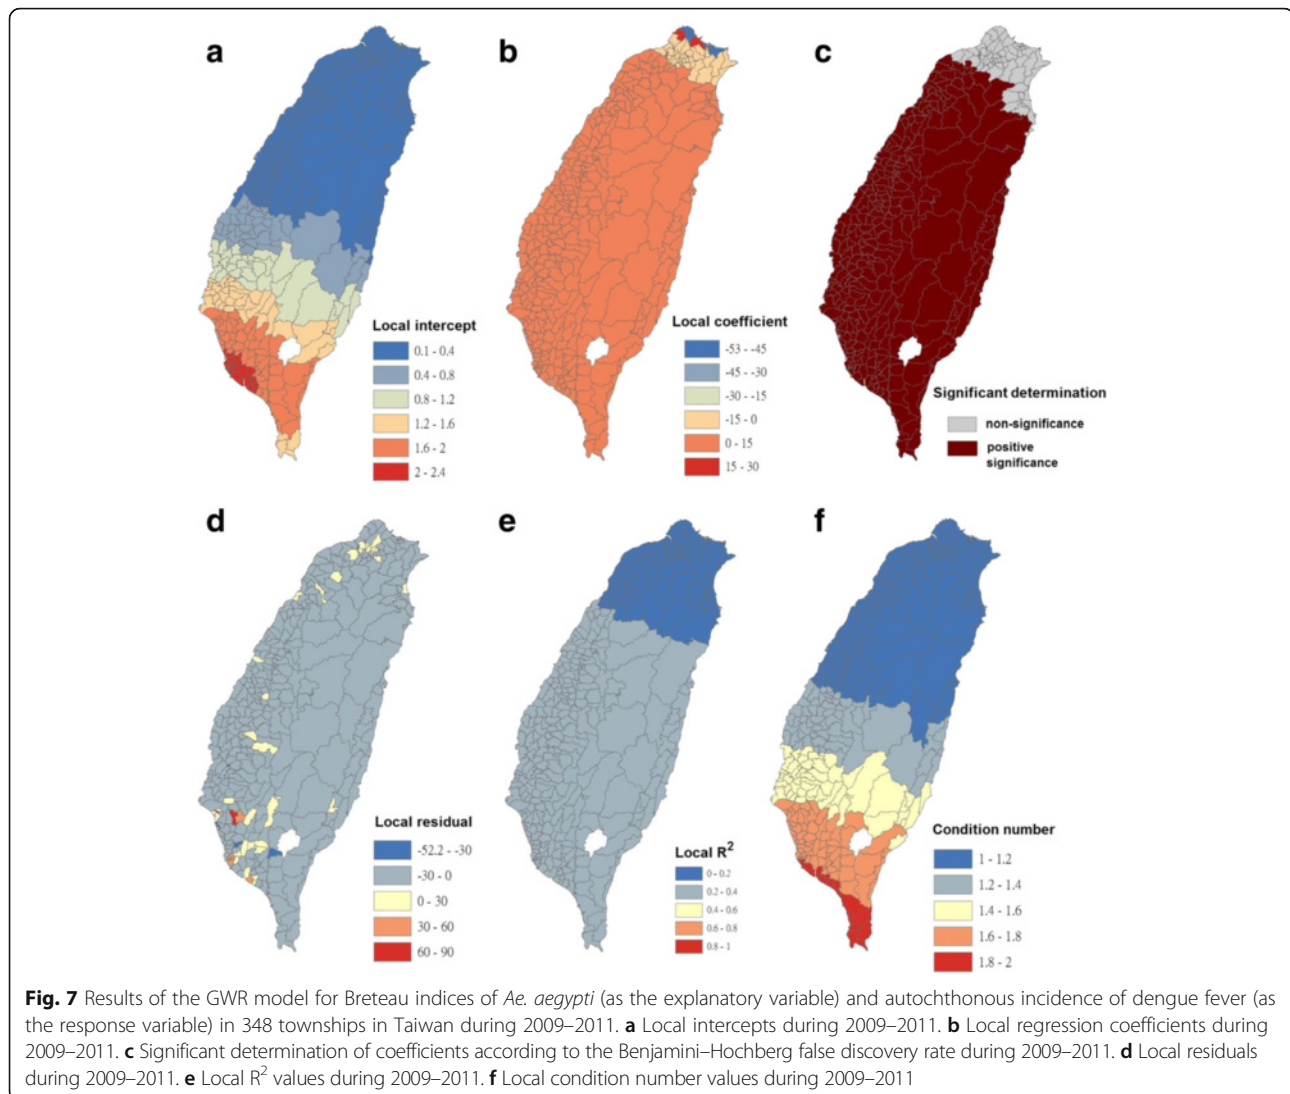 a
b
c
Local intercept
0.1 - 0.4
0.4 - 0.8
0.8 - 1.2
1.2 - 1.6
1.6 - 2
2 - 2.4
Local coefficient
-53 - -45
-45 - -30
-30 - -15
-15 - 0
0 - 15
15 - 30
Significant determination
non-significance
positive
significance
d
e
f
Local residual
-52.2 - -30
-30 - 0
0 - 30
30 - 60
60 - 90
Local R²
0 - 0.2
0.2 - 0.4
0.4 - 0.6
0.6 - 0.8
0.8 - 1
Condition number
1 - 1.2
1.2 - 1.4
1.4 - 1.6
1.6 - 1.8
1.8 - 2
Fig. 7 Results of the GWR model for Breteau indices of Ae. aegypti (as the explanatory variable) and autochthonous incidence of dengue fever (as
the response variable) in 348 townships in Taiwan during 2009–2011. a Local intercepts during 2009–2011. b Local regression coefficients during
2009–2011. c Significant determination of coefficients according to the Benjamini–Hochberg false discovery rate during 2009–2011. d Local residuals
during 2009–2011. e Local R² values during 2009–2011. f Local condition number values during 2009–2011